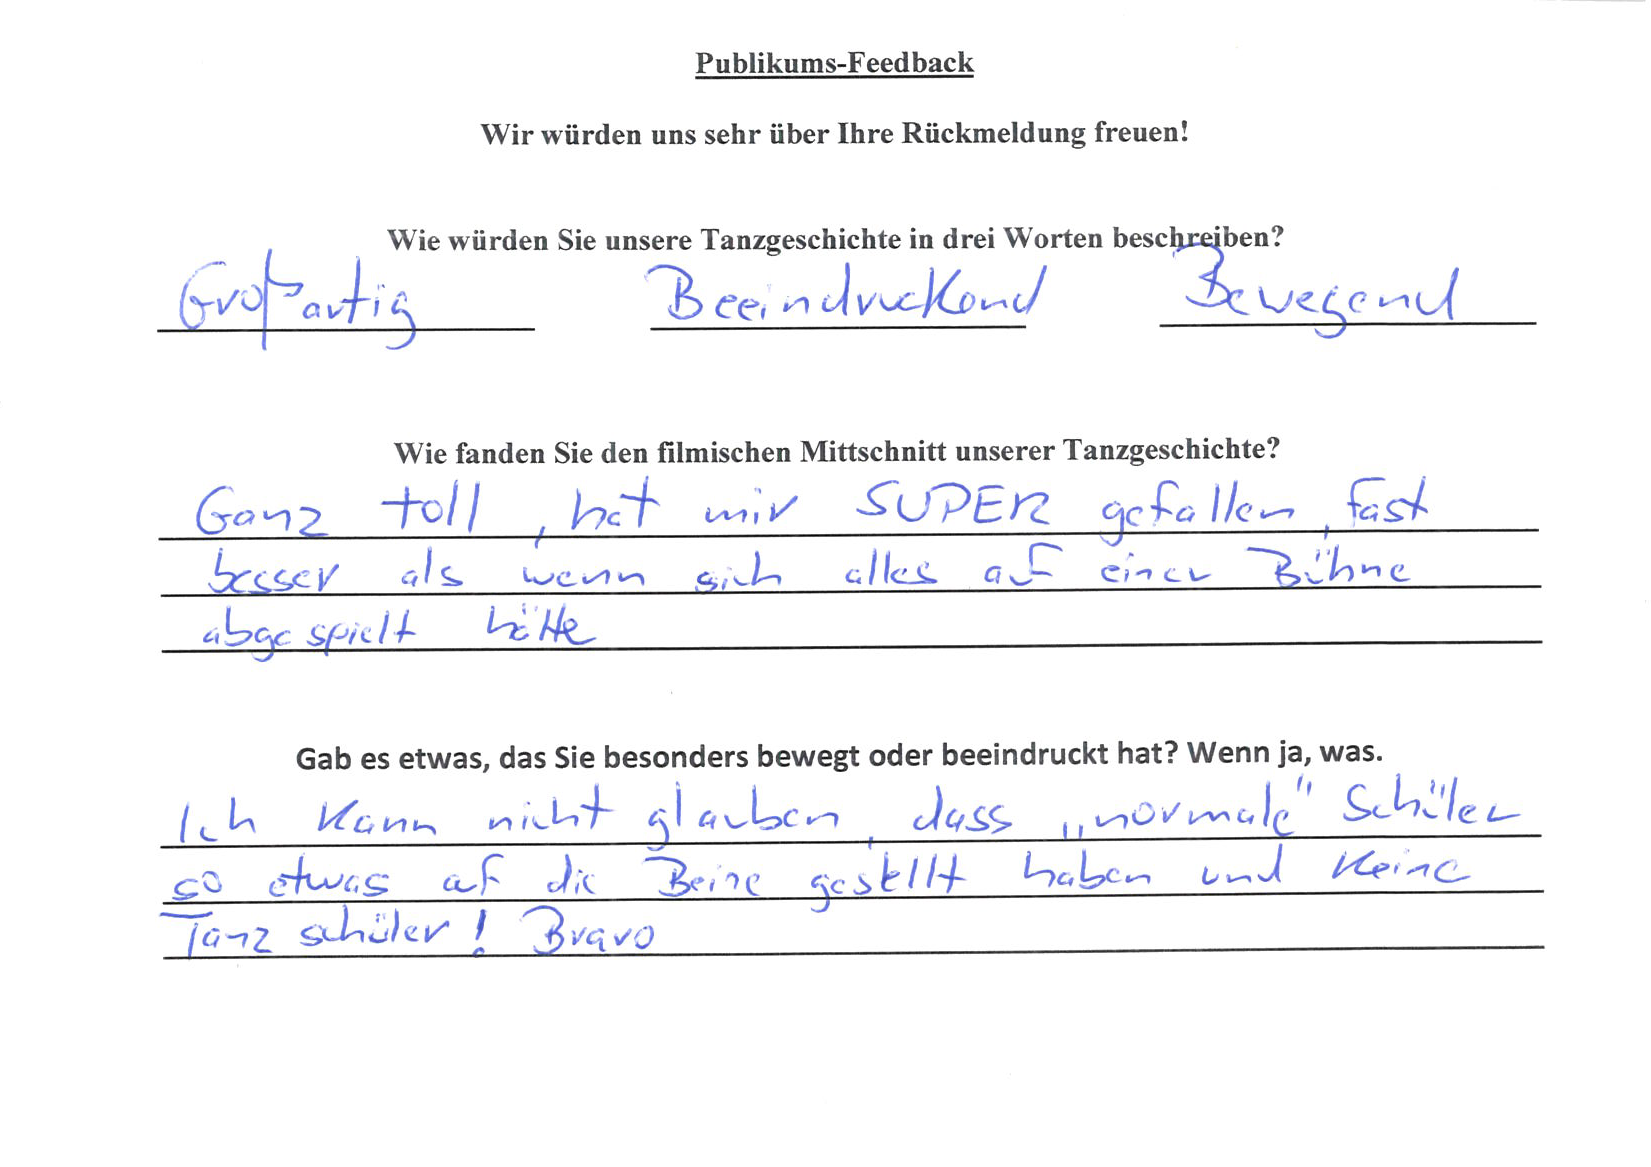 Publikums-Feedback
Wir würden uns sehr über Ihre Rückmeldung freuen!
Wie würden Sie unsere Tanzgeschichte in drei Worten beschreiben?
Großartig Beeindruckend Bewegend
Wie fanden Sie den filmischen Mittschnitt unserer Tanzgeschichte?
Ganz toll, hat mir SUPER gefallen, fast
besser als wenn sich alles auf einer Bühne
abgespielt hätte
Gab es etwas, das Sie besonders bewegt oder beeindruckt hat? Wenn ja, was.
Ich kann nicht glauben, dass „normale" Schüler
so etwas auf die Beine gestellt haben und keine
Tanzschüler! Bravo